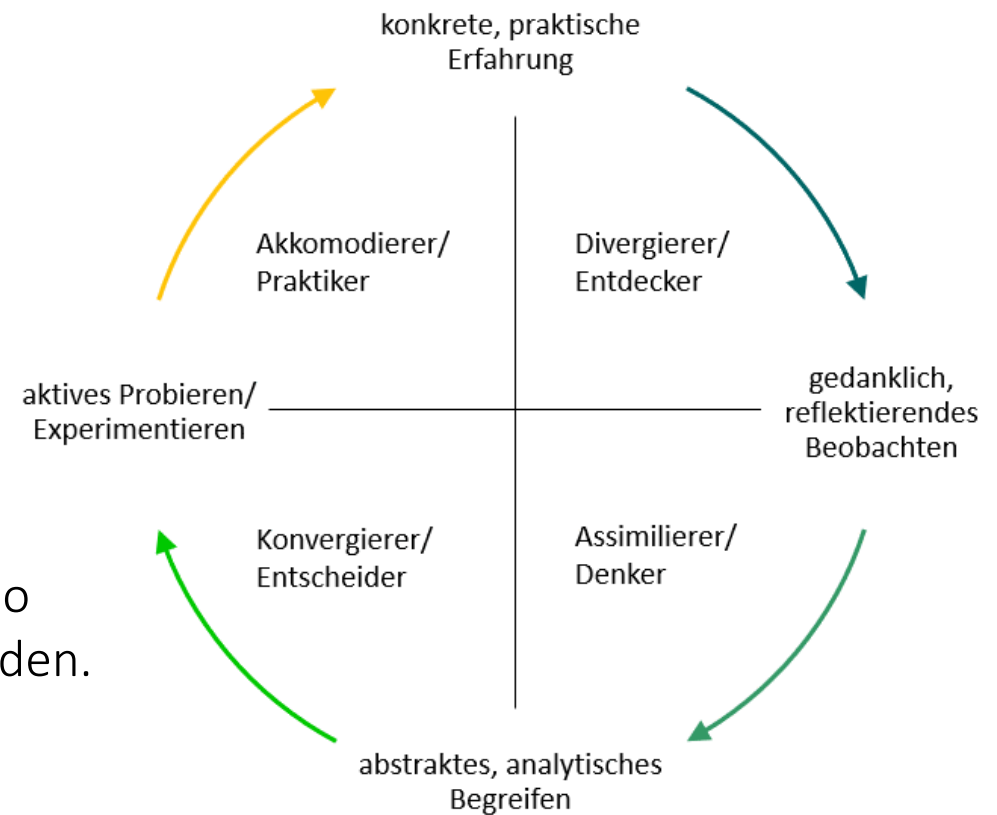 konkrete, praktische
Erfahrung
Akkomodierer/
Praktiker
Divergierer/
Entdecker
aktives Probieren/
Experimentieren
gedanklich,
reflektierendes
Beobachten
Konvergierer/
Entscheider
Assimilierer/
Denker
o
den.
abstraktes, analytisches
Begreifen